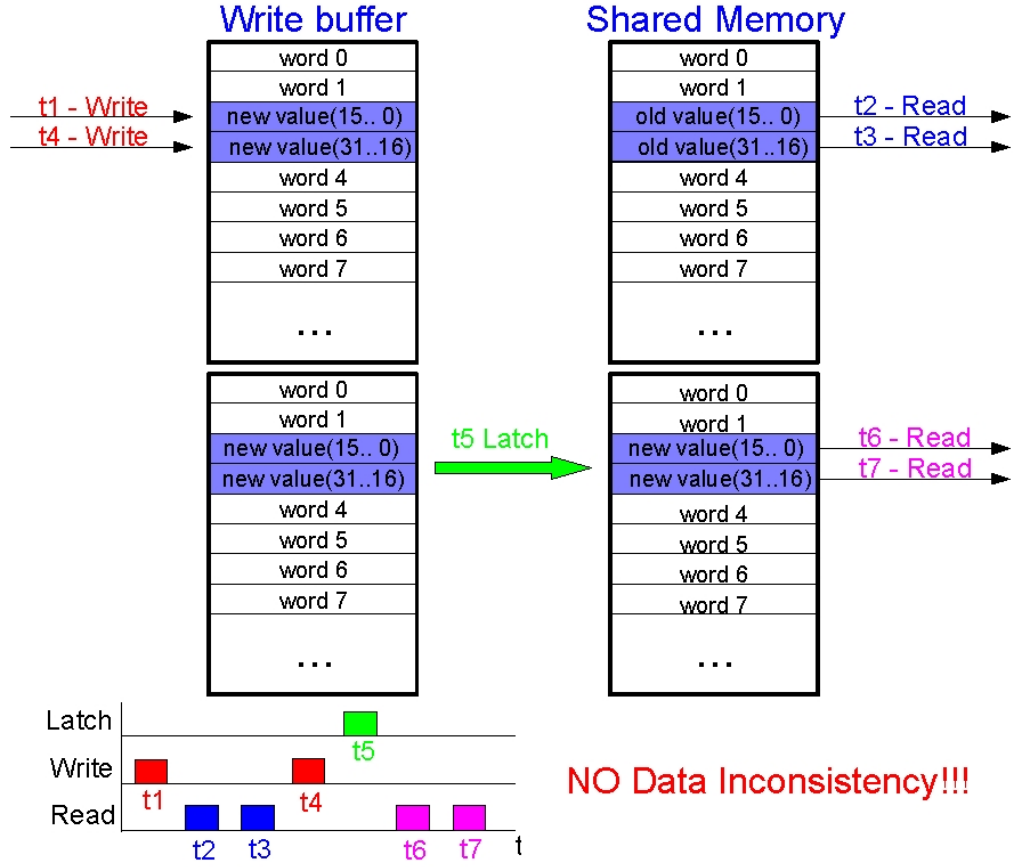 Write buffer Shared Memory
word 0 word 0
word 1 word 1
t1 - Write new value(15.. 0) old value(15.. 0) t2 - Read
t4 - Write new value(31..16) old value(31..16) t3 - Read
word 4 word 4
word 5 word 5
word 6 word 6
word 7 word 7
... ...
word 0 word 0
word 1 word 1
new value(15.. 0) t5 Latch new value(15.. 0) t6 - Read
new value(31..16) new value(31..16) t7 - Read
word 4 word 4
word 5 word 5
word 6 word 6
word 7 word 7
... ...
Latch
t5
Write
t1 t4
NO Data Inconsistency!!!
Read
t2 t3 t6 t7 t